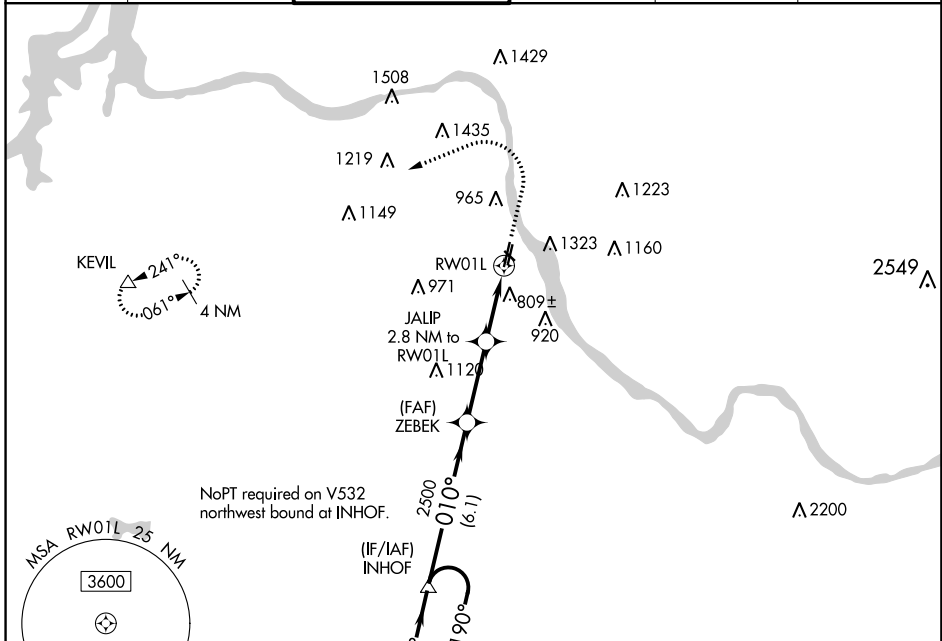 1429
1508
1435
1219
1223
965
1149
1323
1160
KEVIL
241°
RW01L
2549
061°
4 NM
971
809±
JALIP
2.8 NM to
RW01L
920
1120
(FAF)
ZEBEK
NoPT required on V532
northwest bound at INHOF.
2500
010°
(6.1)
2200
MSA RW01L 25 NM
(IF/IAF)
INHOF
3600
190°